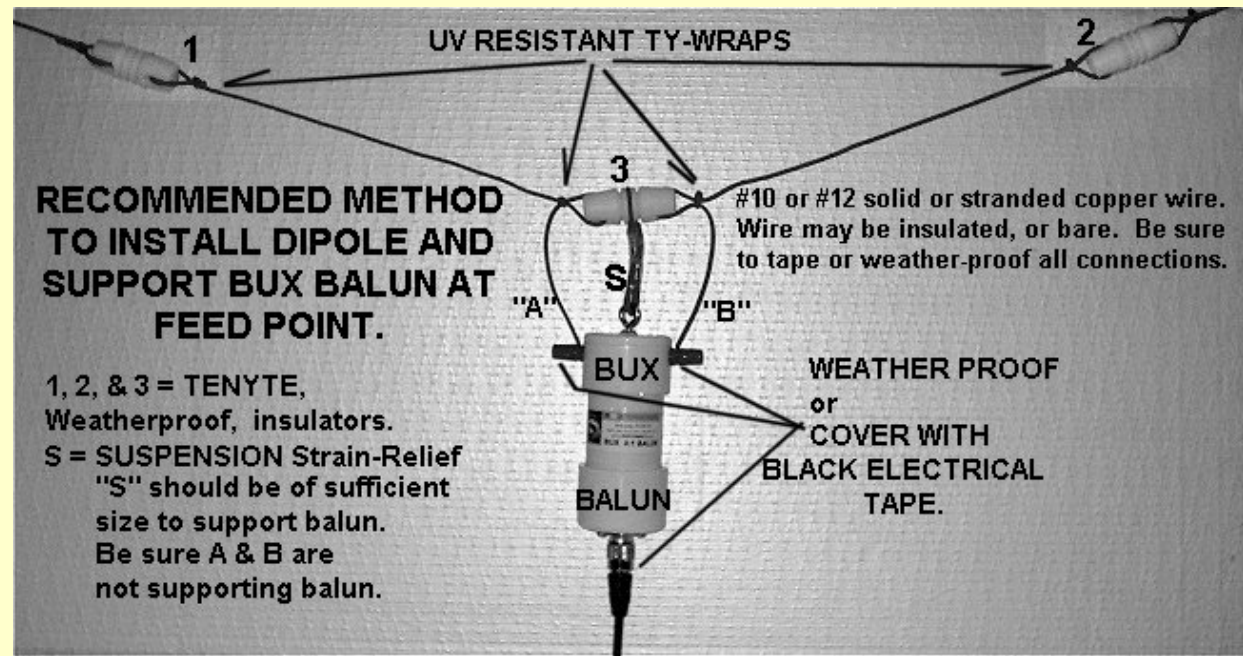 1
UV RESISTANT TY-WRAPS
2
3
RECOMMENDED METHOD
TO INSTALL DIPOLE AND
SUPPORT BUX BALUN AT
FEED POINT.
#10 or #12 solid or stranded copper wire.
Wire may be insulated, or bare. Be sure
to tape or weather-proof all connections.
S
"A"
"B"
BUX
BALUN
1, 2, & 3 = TENYTE,
Weatherproof, insulators.
S = SUSPENSION Strain-Relief
"S" should be of sufficient
size to support balun.
Be sure A & B are
not supporting balun.
WEATHER PROOF
or
COVER WITH
BLACK ELECTRICAL
TAPE.